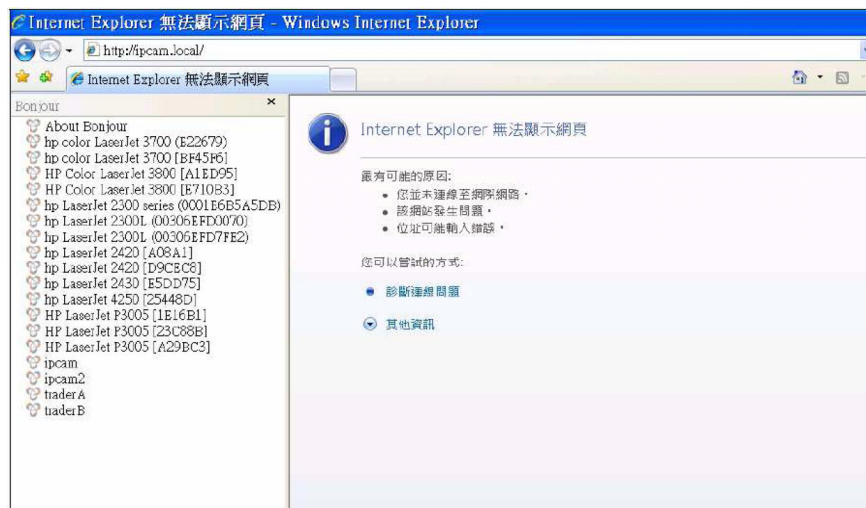 Internet Explorer 無法顯示網頁 - Windows Internet Explorer
http://ipcam.local/
Internet Explorer 無法顯示網頁
Bonjour
About Bonjour
hp color LaserJet 3700 (E22679)
hp color LaserJet 3700 [BF45F6]
HP Color LaserJet 3800 [A1ED95]
HP Color LaserJet 3800 [E710B3]
hp LaserJet 2300 series (0001E6B5A5DB)
hp LaserJet 2300L (00306EFD0070)
hp LaserJet 2300L (00306EFD7FE2)
hp LaserJet 2420 [A08A1]
hp LaserJet 2420 [D9CEC8]
hp LaserJet 2430 [E5DD75]
hp LaserJet 4250 [25448D]
HP LaserJet P3005 [1E16B1]
HP LaserJet P3005 [23C88B]
HP LaserJet P3005 [A29BC3]
ipcam
ipcam2
traderA
traderB
Internet Explorer 無法顯示網頁
最有可能的原因:
您並未連線至網際網路。
該網站發生問題。
位址可能輸入錯誤。
您可以嘗試的方式:
診斷連線問題
其他資訊